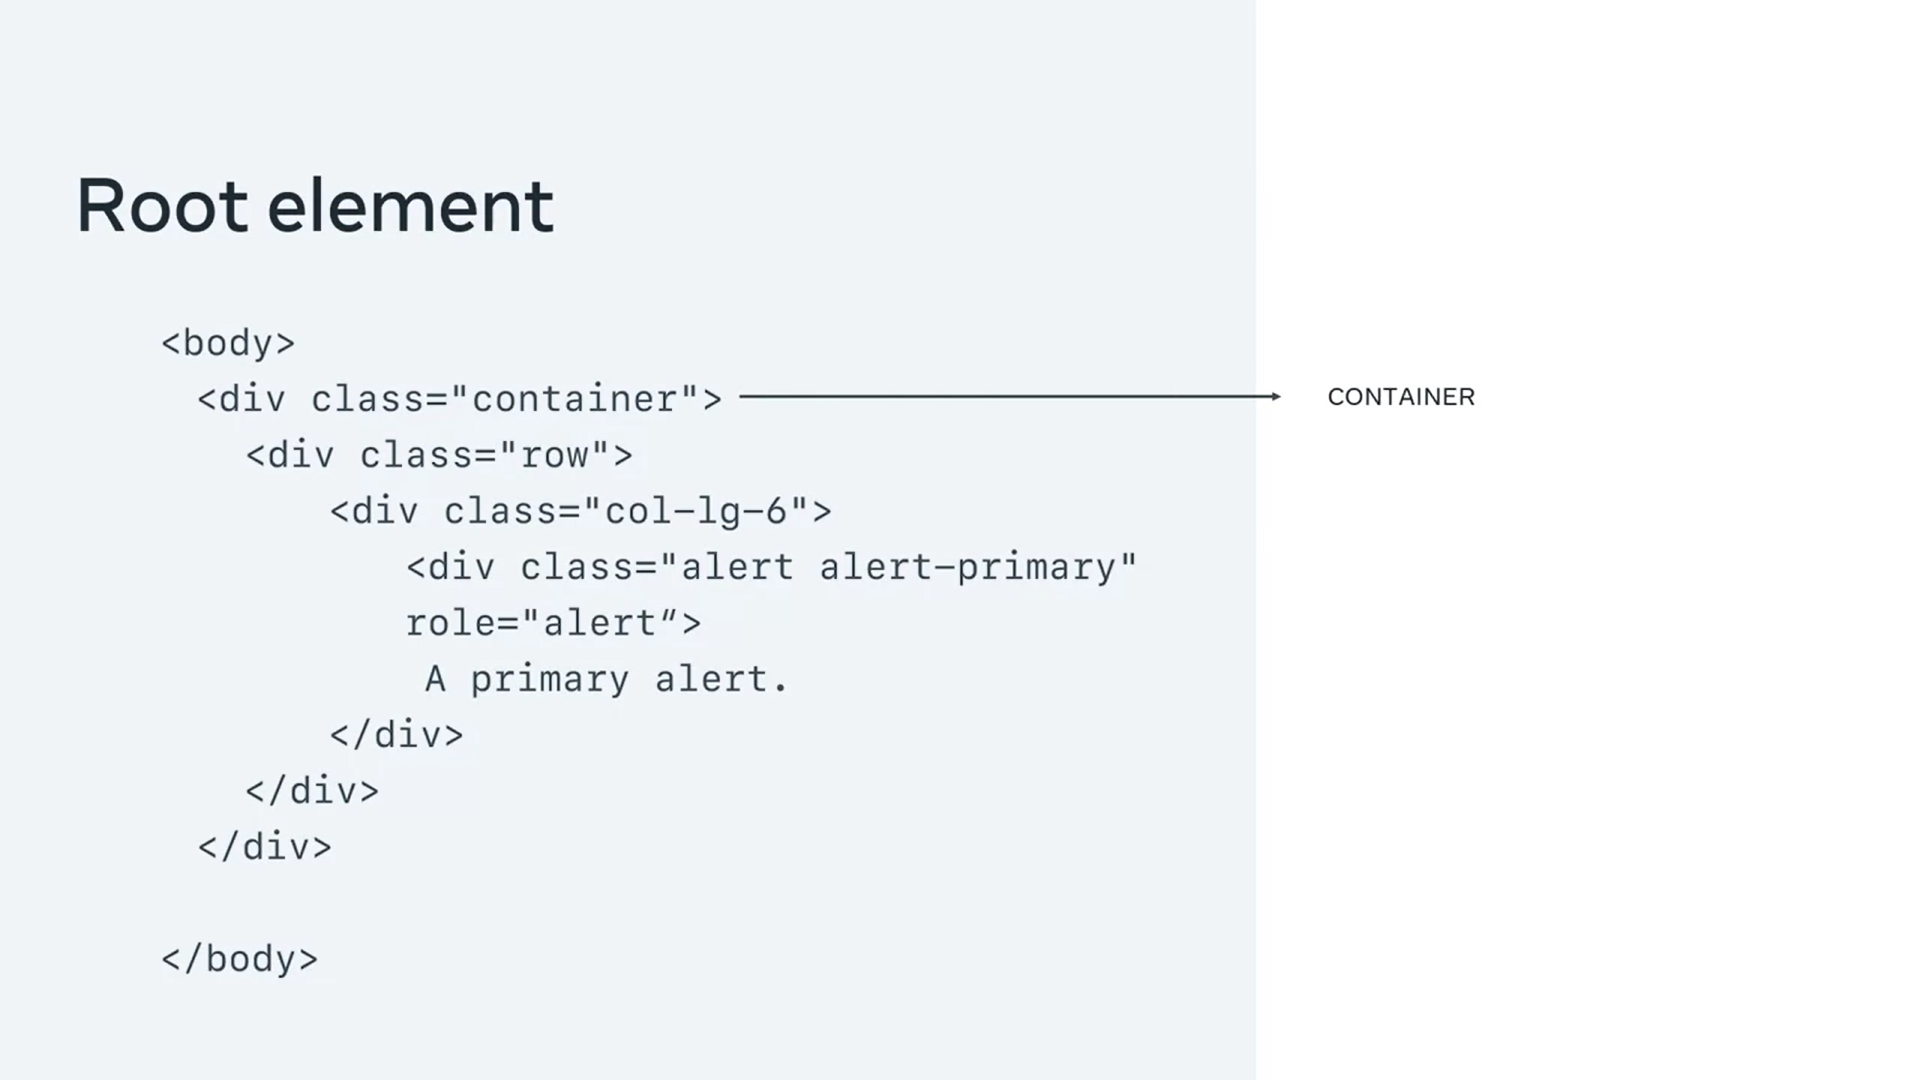 Root element
<body>
<div class="container">
CONTAINER
<div class="row">
<div class="col-lg-6">
<div class="alert alert-primary"
role="alert“>
A primary alert.
</div>
</div>
</div>
</body>